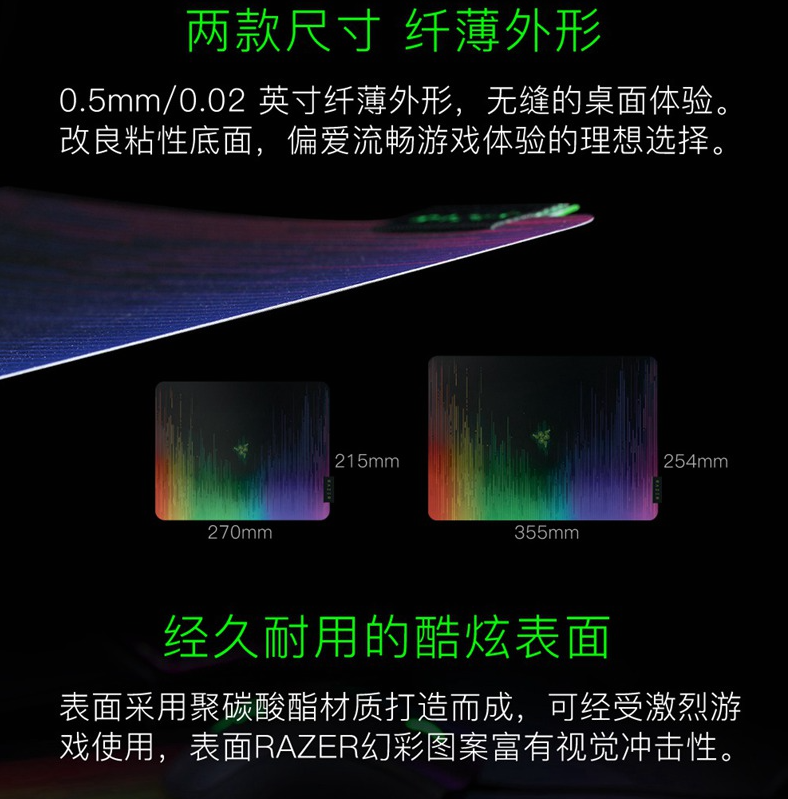 两款尺寸 纤薄外形
0.5mm/0.02 英寸纤薄外形，无缝的桌面体验。
改良粘性底面，偏爱流畅游戏体验的理想选择。
215mm
270mm
254mm
355mm
经久耐用的酷炫表面
表面采用聚碳酸酯材质打造而成，可经受激烈游
戏使用，表面RAZER幻彩图案富有视觉冲击性。